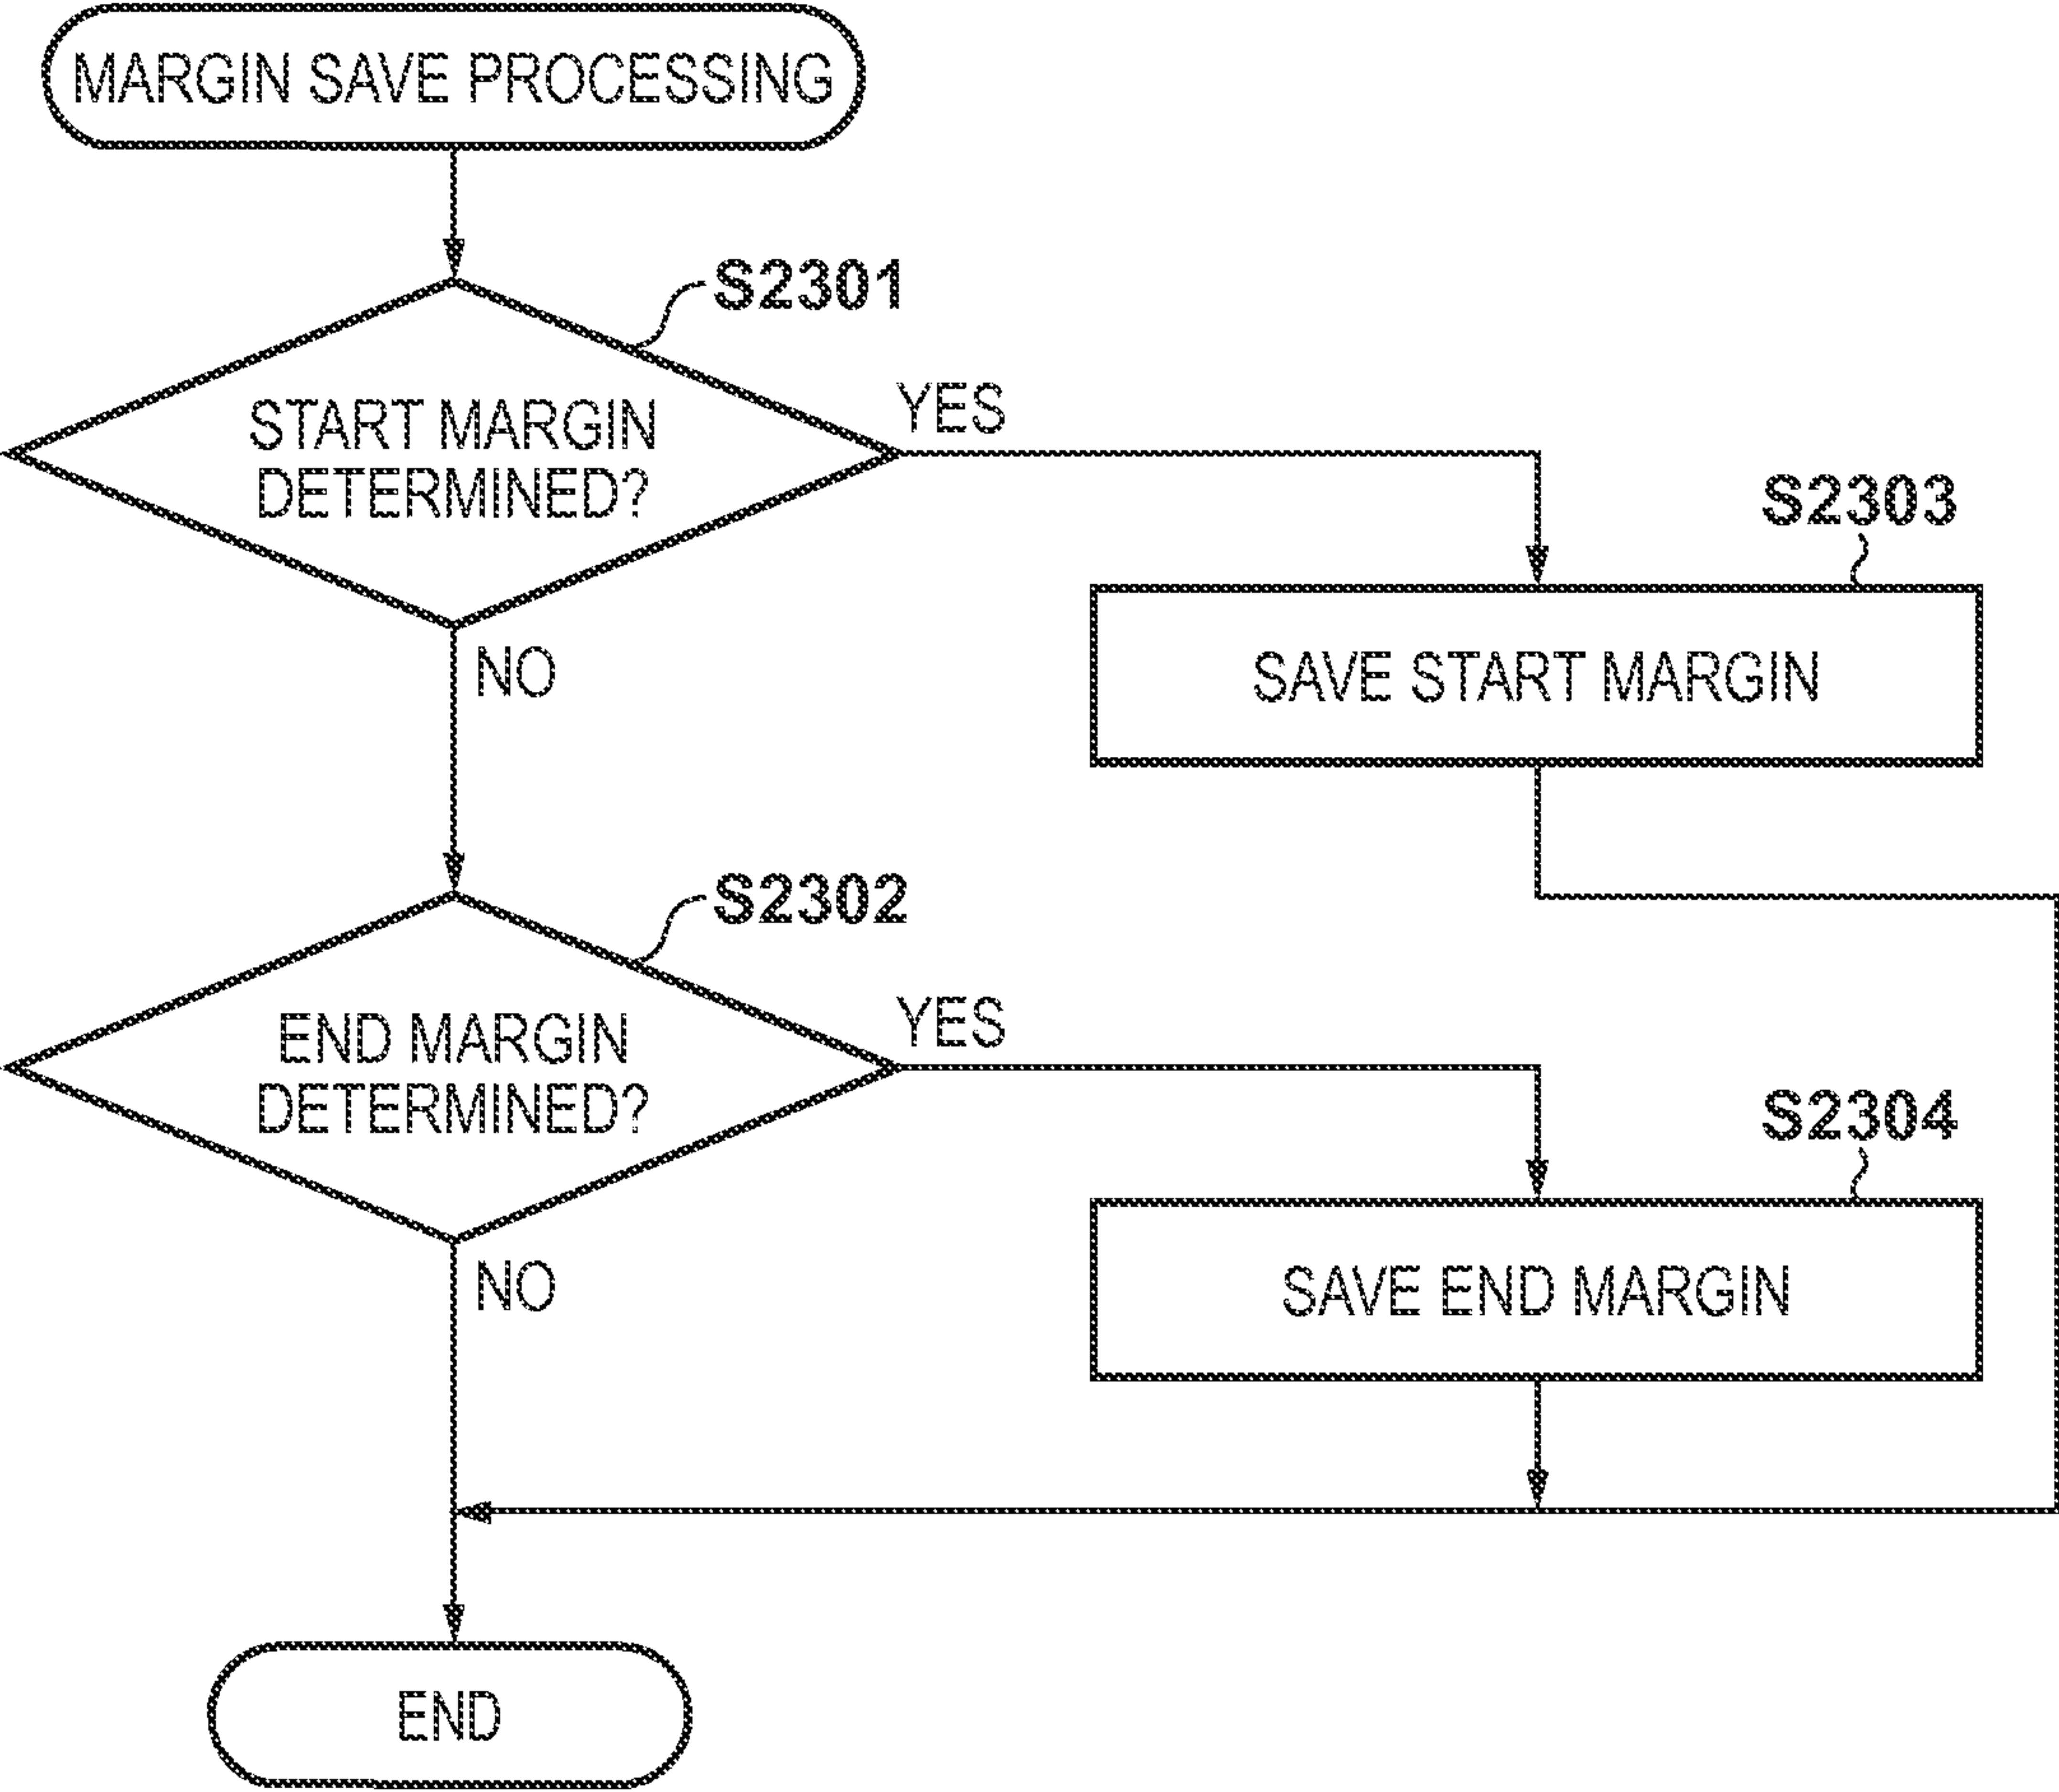 MARGIN SAVE PROCESSING
S2301
START MARGIN
DETERMINED?
YES
S2303
SAVE START MARGIN
NO
S2302
END MARGIN
DETERMINED?
YES
S2304
SAVE END MARGIN
NO
END